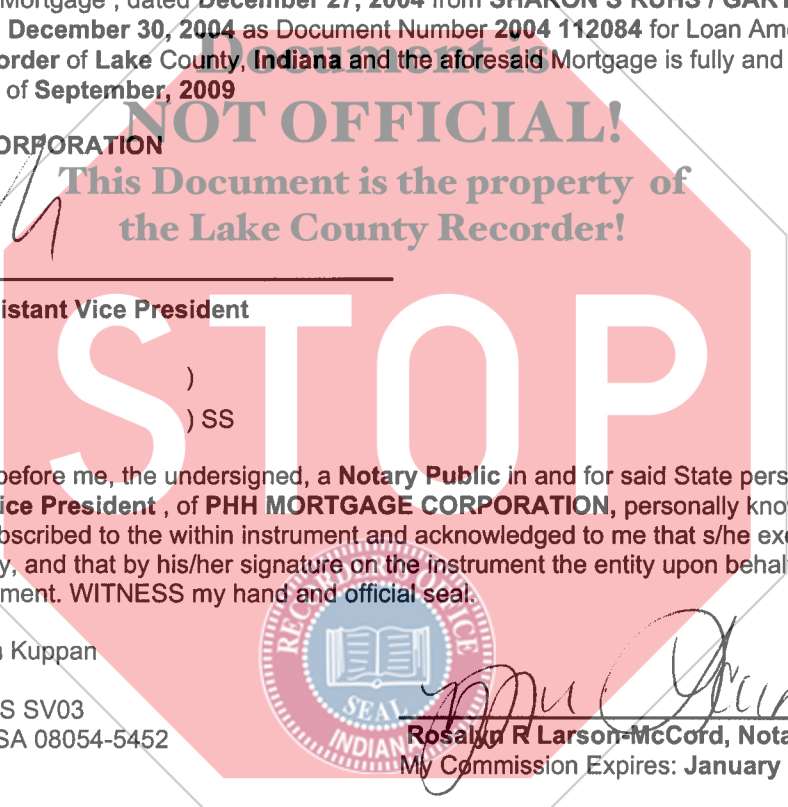 Mortgage , dated December 27, 2004 from SHARON S RUHS / GARY
December 30, 2004 as Document Number 2004 112084 for Loan Am
order of Lake County, Indiana and the aforesaid Mortgage is fully and
of September, 2009
Document is
NOT OFFICIAL!
CORPORATION
This Document is the property of
the Lake County Recorder!
istant Vice President
STOP
)
) SS
before me, the undersigned, a Notary Public in and for said State pers
ice President , of PHH MORTGAGE CORPORATION, personally kno
bscribed to the within instrument and acknowledged to me that s/he exe
y, and that by his/her signature on the instrument the entity upon behal
ment. WITNESS my hand and official seal.
RECORDER'S OFFICE
SEAL
INDIANA
Kuppan
S SV03
SA 08054-5452
Rosalyn R Larson-McCord, Nota
My Commission Expires: January